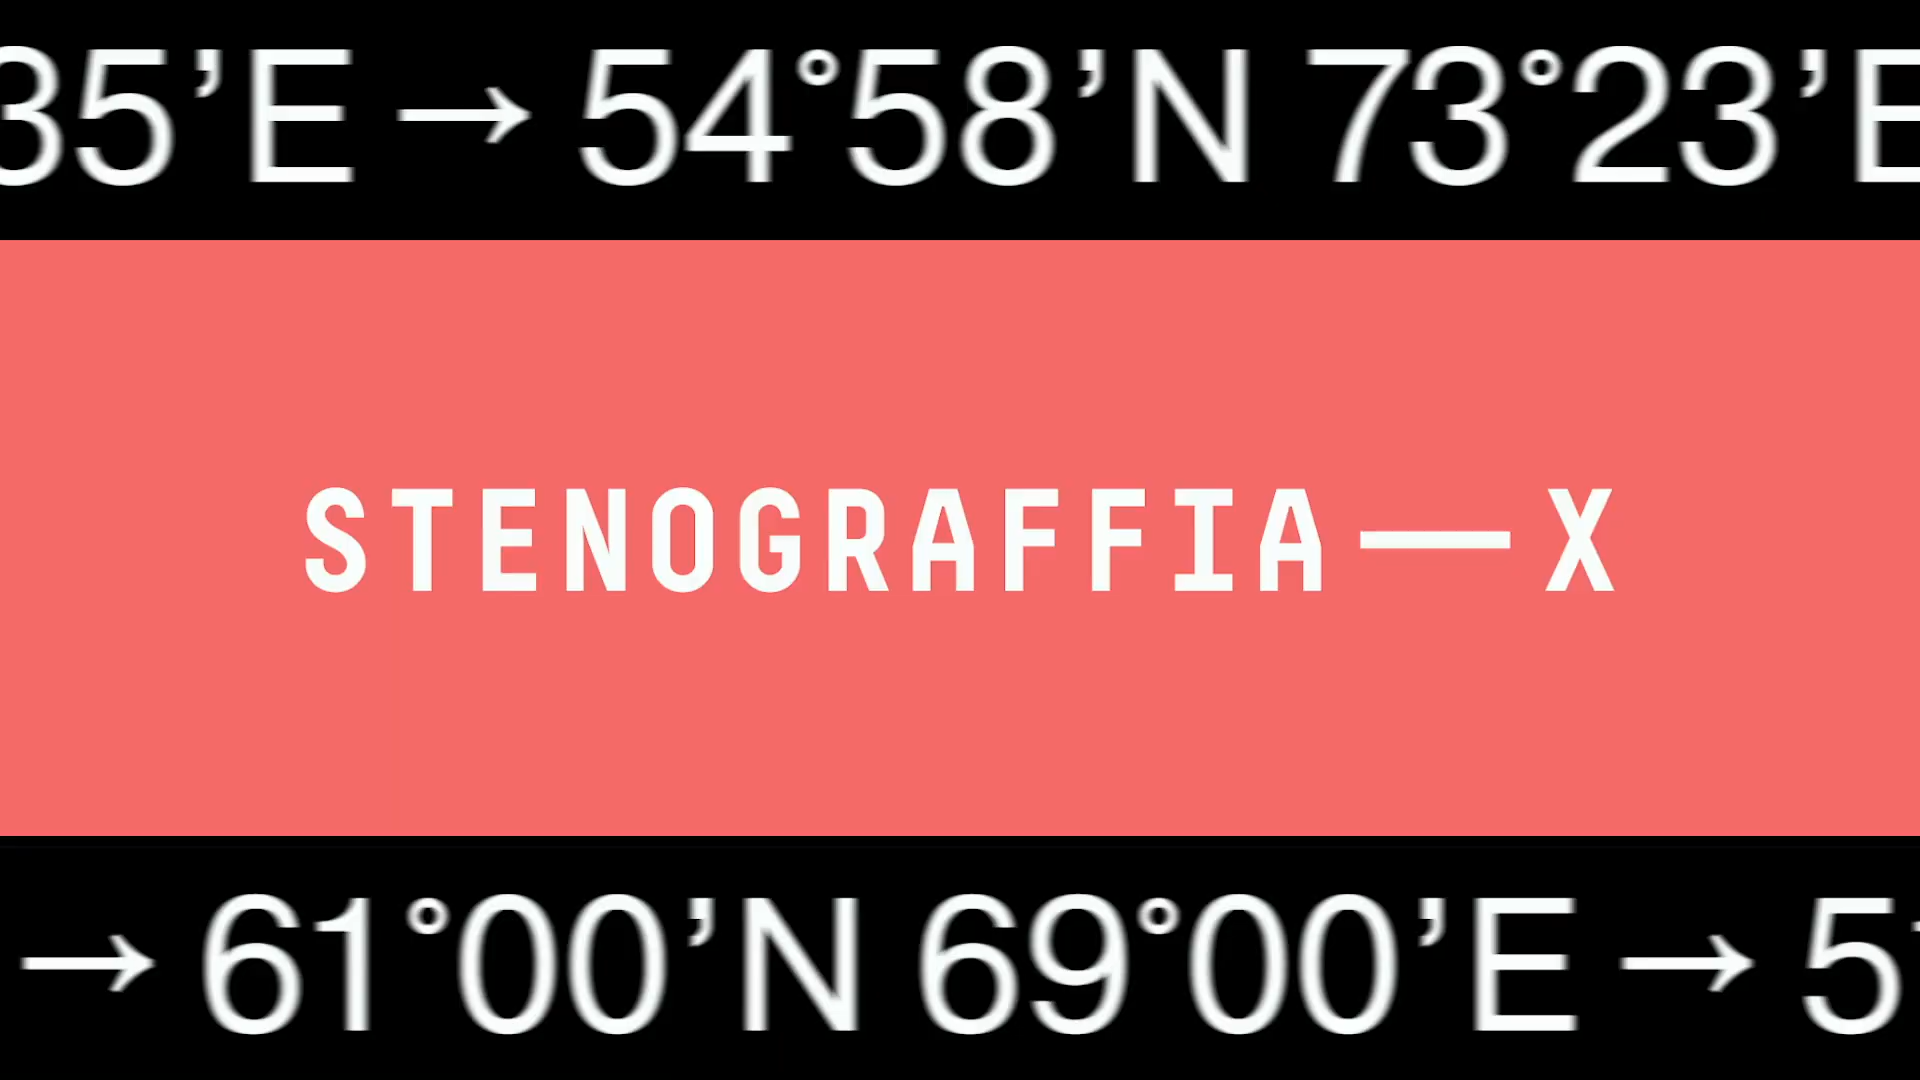 35’E → 54°58’N 73°23’E
STENOGRAFFIA—X
→ 61°00’N 69°00’E → 5